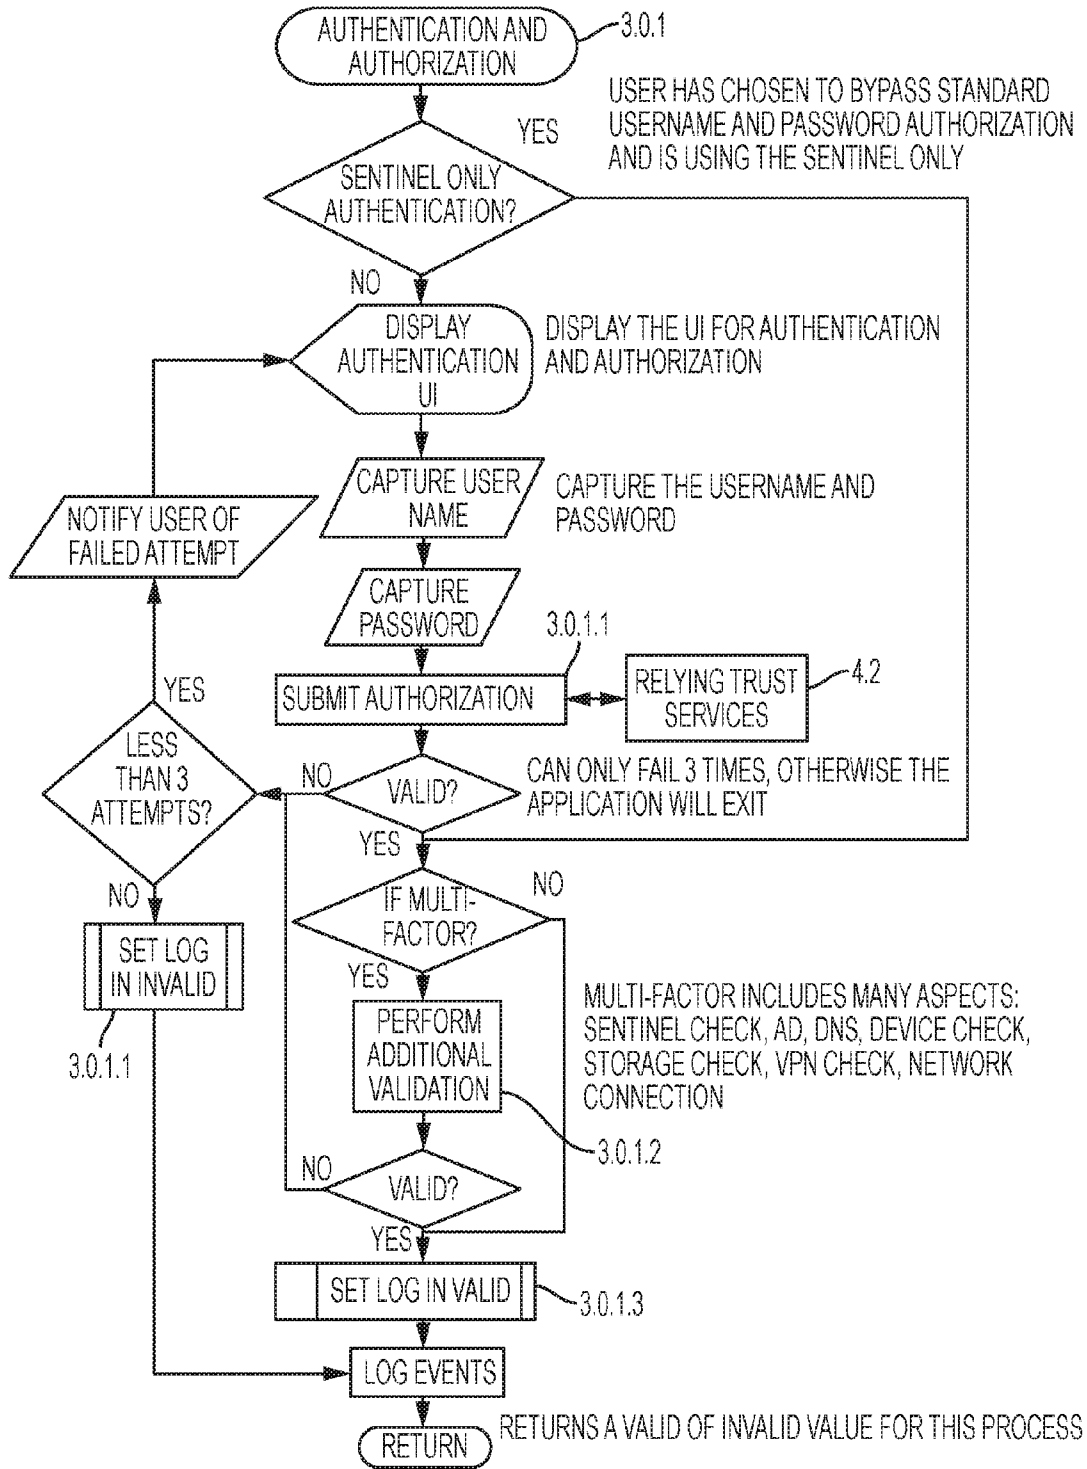 AUTHENTICATION AND
AUTHORIZATION
3.0.1
USER HAS CHOSEN TO BYPASS STANDARD
USERNAME AND PASSWORD AUTHORIZATION
AND IS USING THE SENTINEL ONLY
YES
SENTINEL ONLY
AUTHENTICATION?
NO
DISPLAY
AUTHENTICATION
UI
DISPLAY THE UI FOR AUTHENTICATION
AND AUTHORIZATION
CAPTURE USER
NAME
CAPTURE THE USERNAME AND
PASSWORD
NOTIFY USER OF
FAILED ATTEMPT
CAPTURE
PASSWORD
3.0.1.1
SUBMIT AUTHORIZATION
RELYING TRUST
SERVICES
4.2
YES
LESS
THAN 3
ATTEMPTS?
NO
VALID?
CAN ONLY FAIL 3 TIMES, OTHERWISE THE
APPLICATION WILL EXIT
YES
NO
IF MULTI-
FACTOR?
NO
SET LOG
IN INVALID
3.0.1.1
YES
PERFORM
ADDITIONAL
VALIDATION
MULTI-FACTOR INCLUDES MANY ASPECTS:
SENTINEL CHECK, AD, DNS, DEVICE CHECK,
STORAGE CHECK, VPN CHECK, NETWORK
CONNECTION
3.0.1.2
NO
VALID?
YES
SET LOG IN VALID
3.0.1.3
LOG EVENTS
RETURN
RETURNS A VALID OF INVALID VALUE FOR THIS PROCESS